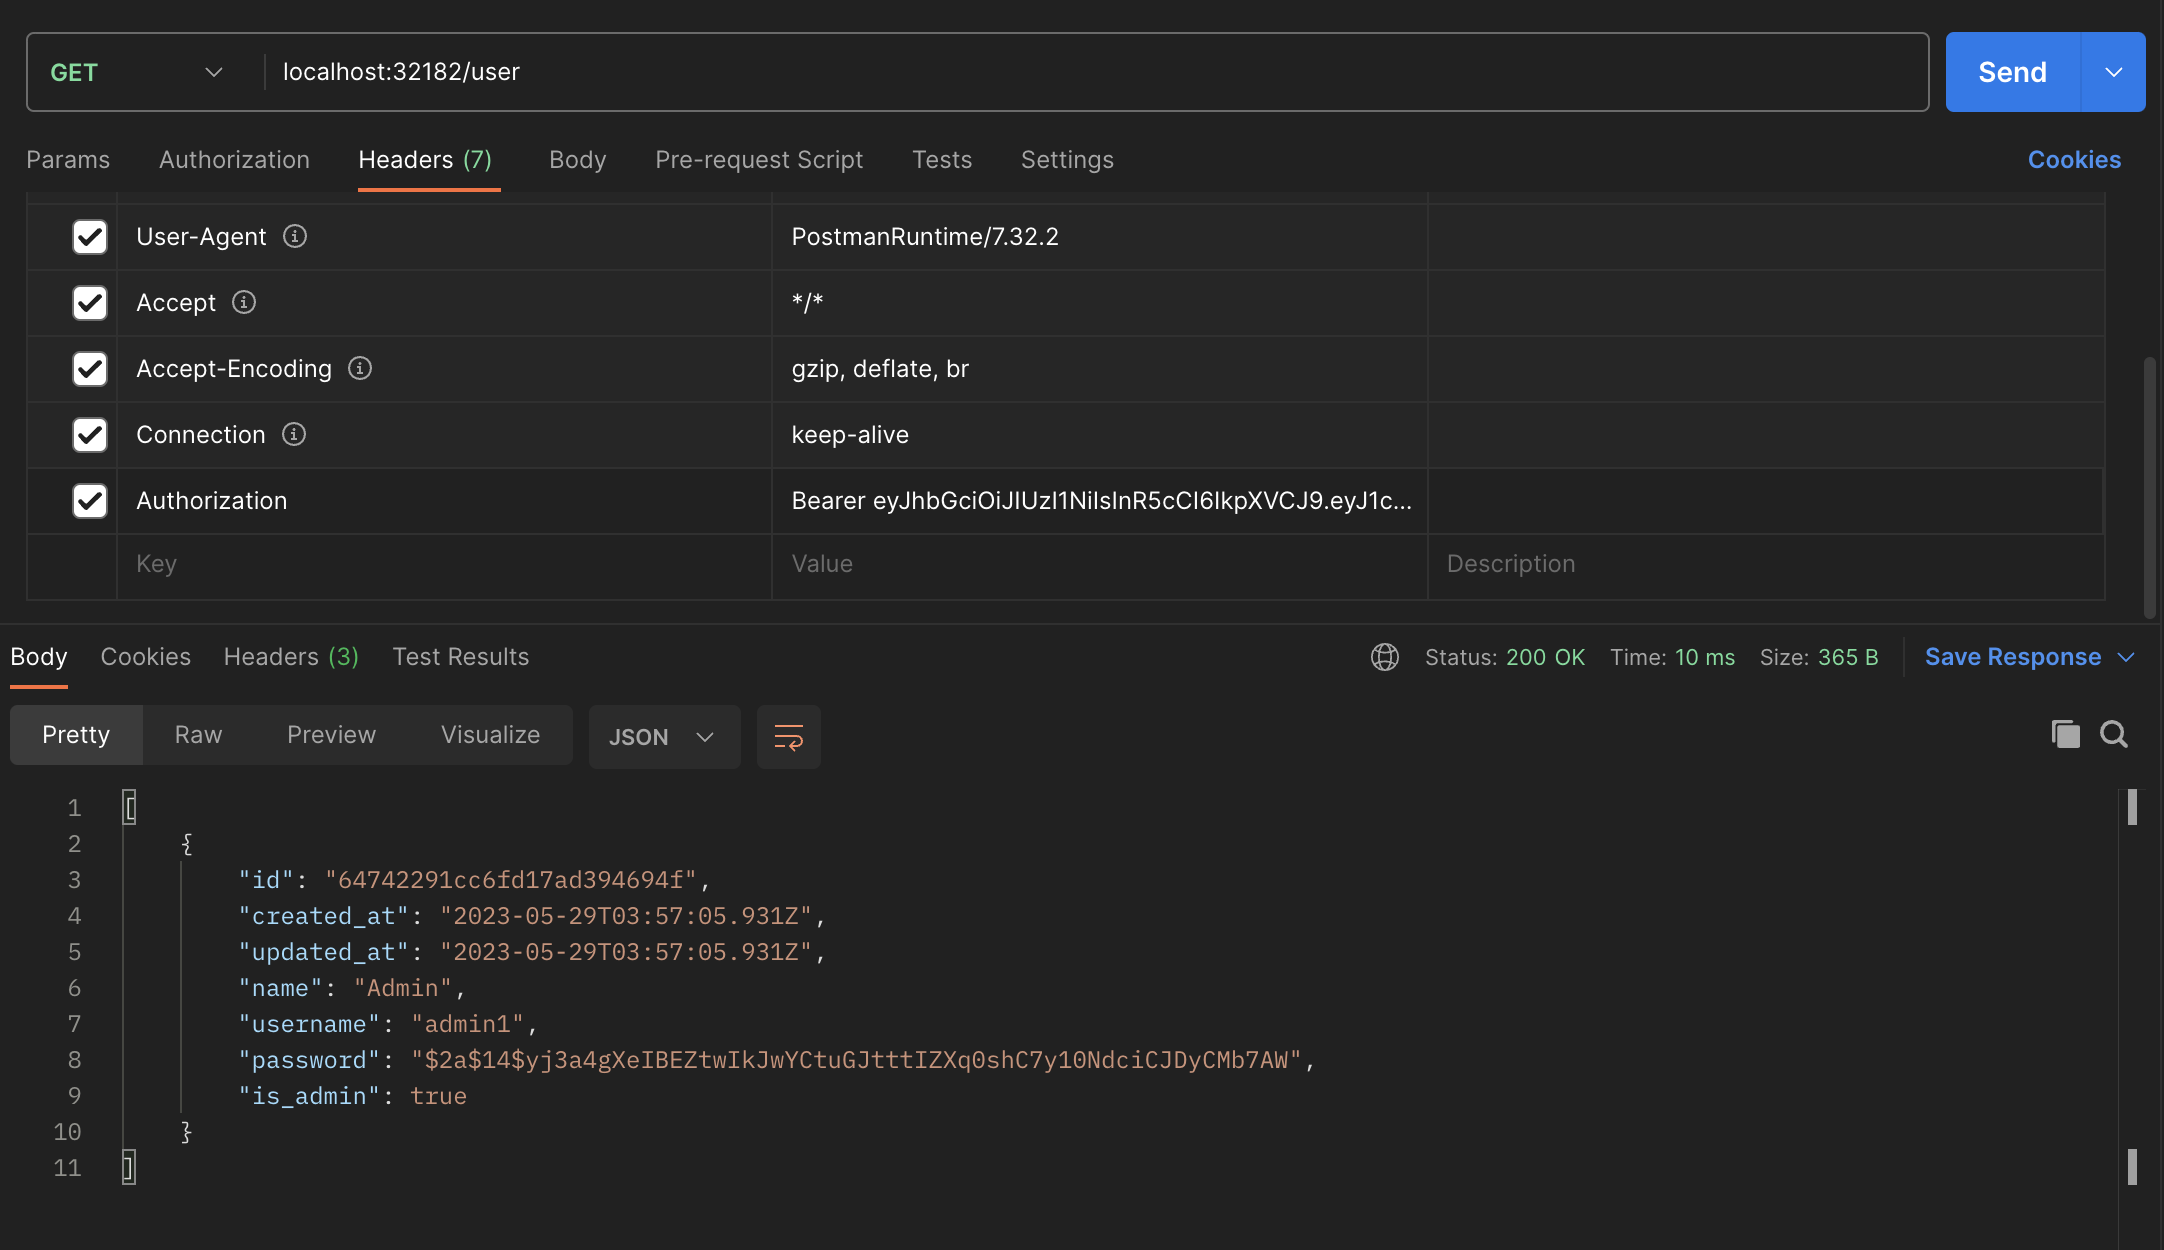 GET localhost:32182/user Send
Params Authorization Headers (7) Body Pre-request Script Tests Settings Cookies
User-Agent PostmanRuntime/7.32.2
Accept */*
Accept-Encoding gzip, deflate, br
Connection keep-alive
Authorization Bearer eyJhbGciOiJIUzI1NiIsInR5cCI6IkpXVCJ9.eyJ1c...
Key Value Description
Body Cookies Headers (3) Test Results Status: 200 OK Time: 10 ms Size: 365 B Save Response
Pretty Raw Preview Visualize JSON
1 [
2 {
3 "id": "64742291cc6fd17ad394694f",
4 "created_at": "2023-05-29T03:57:05.931Z",
5 "updated_at": "2023-05-29T03:57:05.931Z",
6 "name": "Admin",
7 "username": "admin1",
8 "password": "$2a$14$yj3a4gXeIBEZtwIkJwYCtuGJtttIZXq0shC7y10NdciCJDyCMb7AW",
9 "is_admin": true
10 }
11 ]